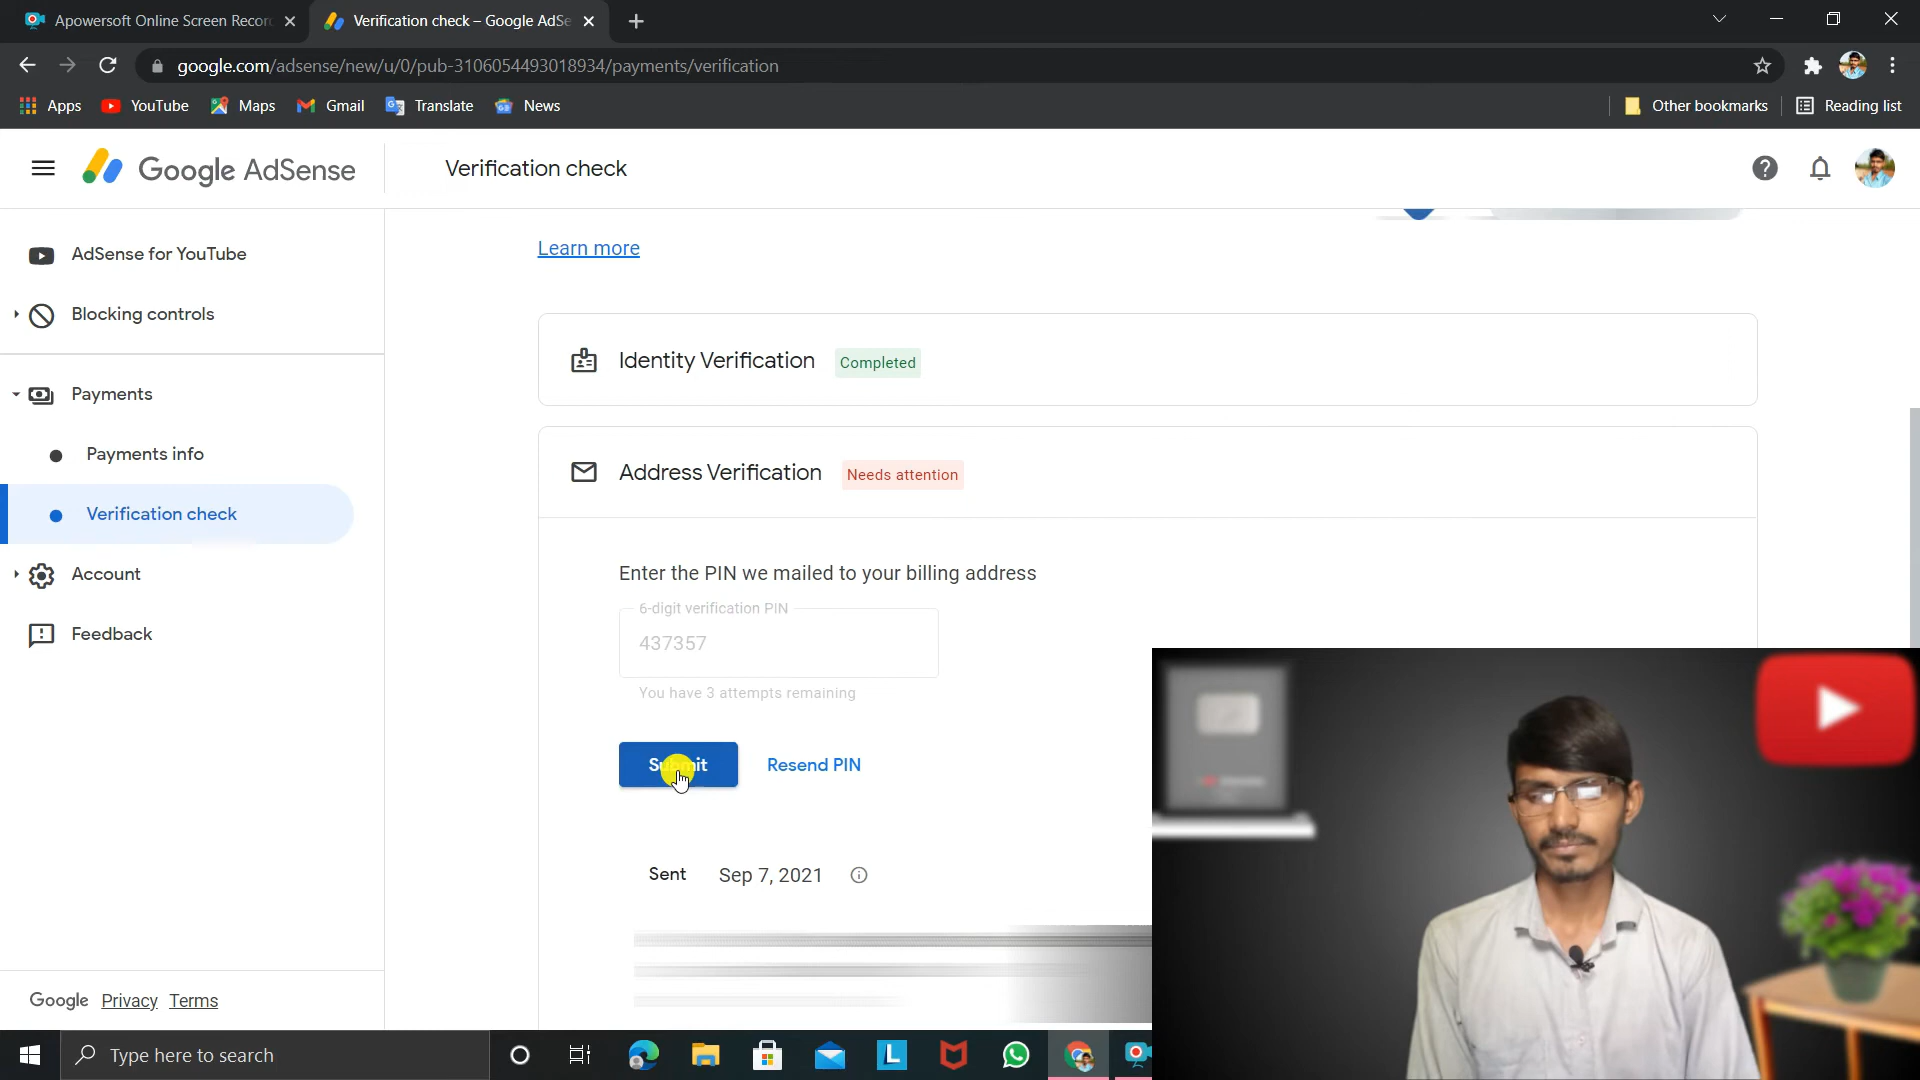 Apowersoft Online Screen Recor
Verification check – Google AdSe
google.com/adsense/new/u/0/pub-3106054493018934/payments/verification
Apps
YouTube
Maps
Gmail
Translate
News
Other bookmarks
Reading list
Google AdSense
Verification check
AdSense for YouTube
Blocking controls
Payments
Payments info
Verification check
Account
Feedback
Google Privacy Terms
Learn more
Identity Verification Completed
Address Verification Needs attention
Enter the PIN we mailed to your billing address
6-digit verification PIN
437357
You have 3 attempts remaining
Submit
Resend PIN
Sent Sep 7, 2021
Type here to search
L